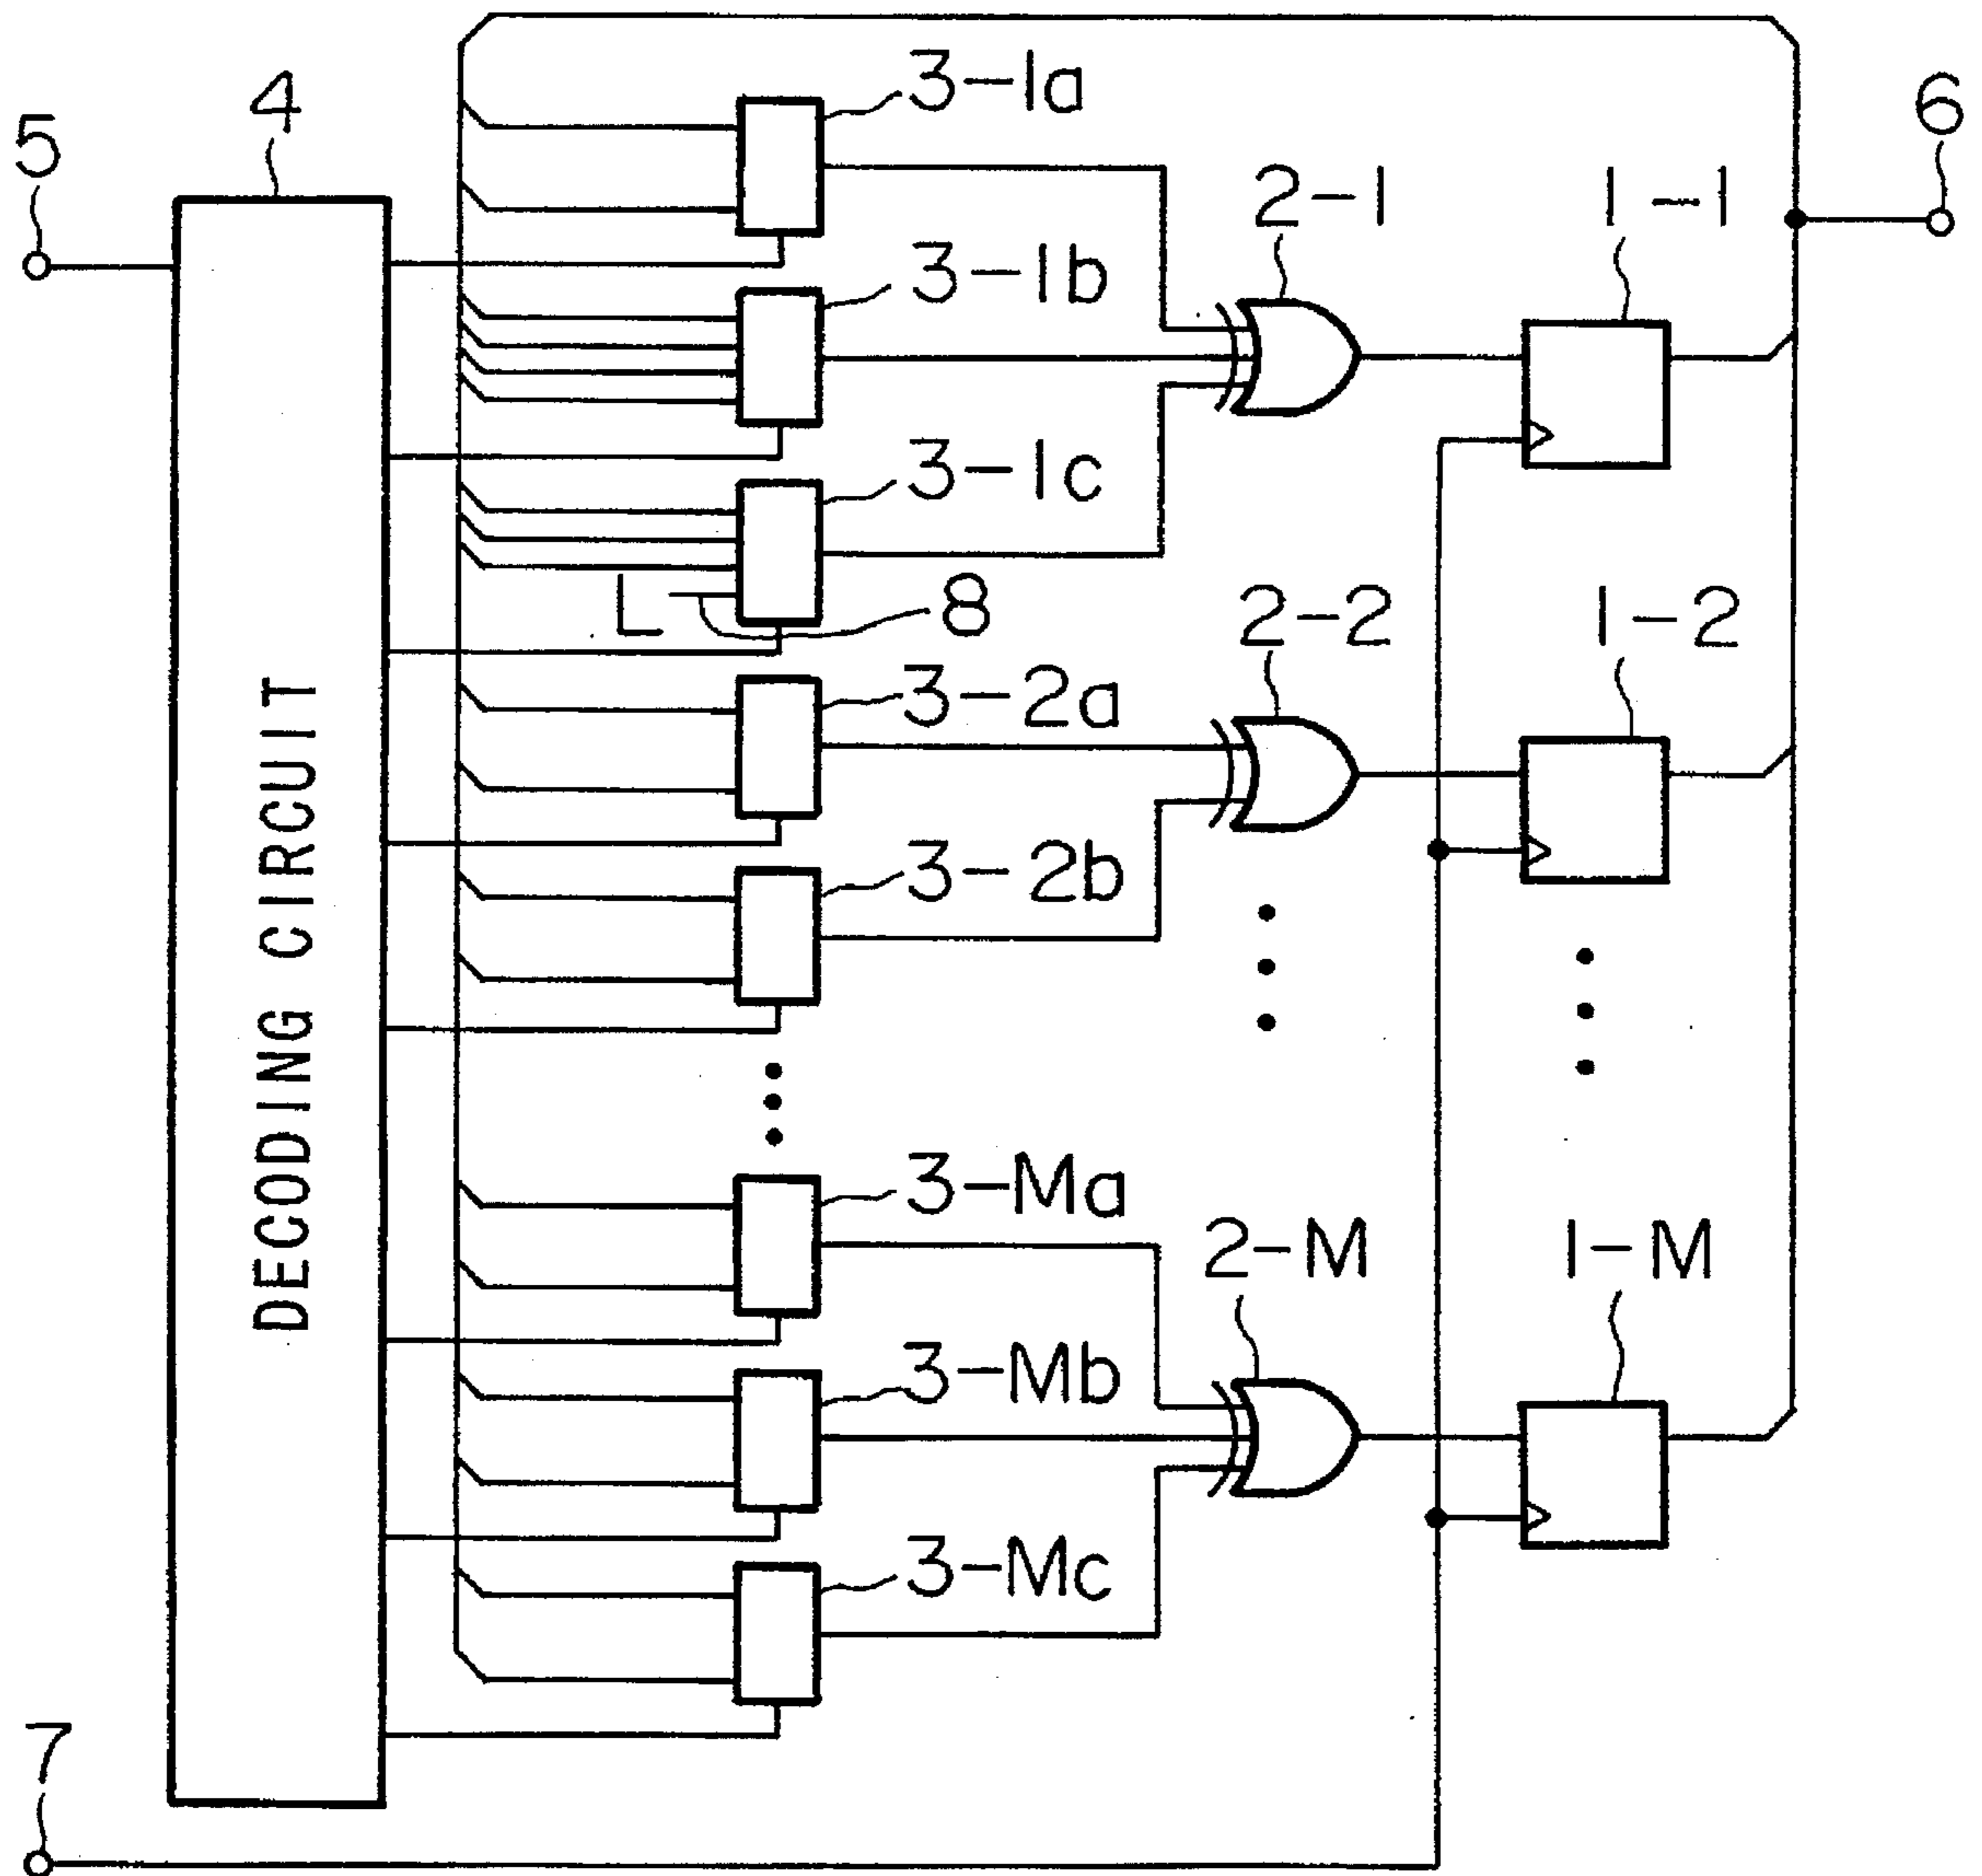 3-1a
6
4
5
2-1
1-1
3-1b
3-1c
L
8
2-2
1-2
3-2a
DECODING CIRCUIT
3-2b
3-Ma
2-M
1-M
3-Mb
3-Mc
7